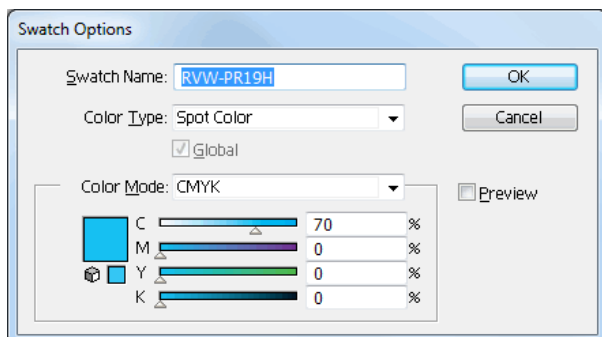 Swatch Options
Swatch Name: RVW-PR19H
OK
Color Type: Spot Color
Cancel
Global
Color Mode: CMYK
Preview
C 70 %
M 0 %
Y 0 %
K 0 %